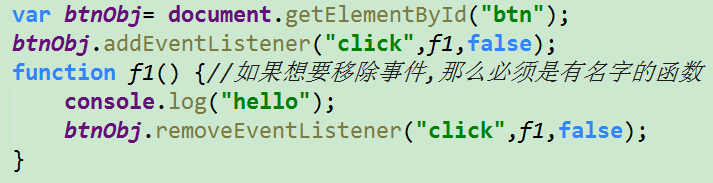 var btnObj= document.getElementById("btn");
btnObj.addEventListener("click",f1,false);
function f1() {//如果想要移除事件,那么必须是有名字的函数
    console.log("hello");
    btnObj.removeEventListener("click",f1,false);
}